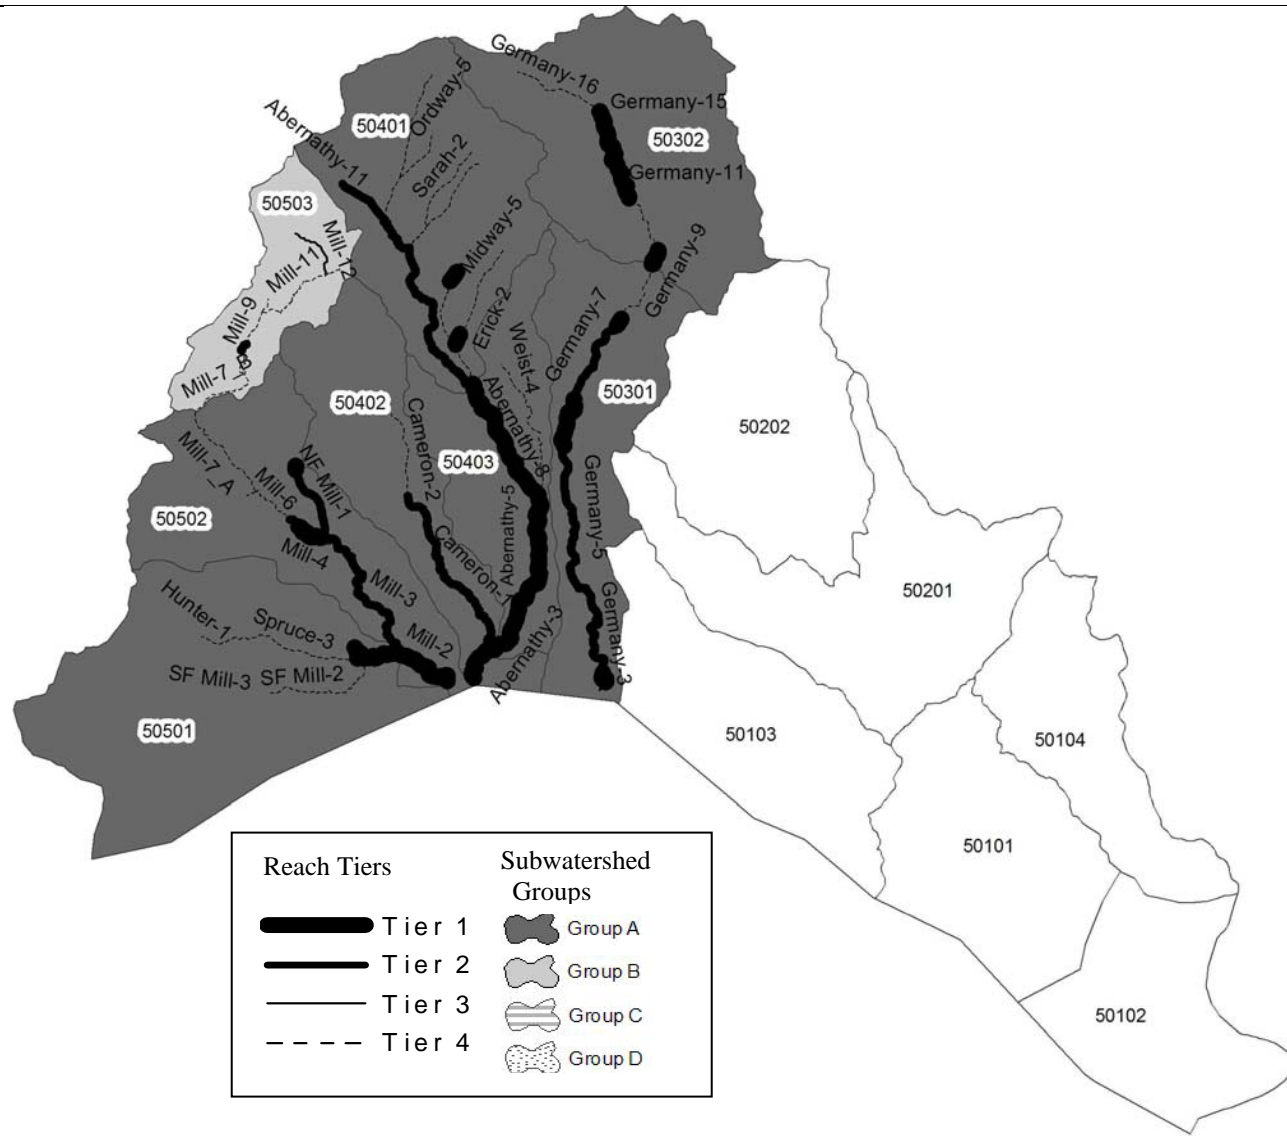 Germany-16
Ordway-5
Germany-15
Abernathy-11
50401
50302
Sarah-2
Germany-11
50503
Midway-5
Mill-12
Germany-9
Mill-11
Erick-2
Mill-9
Weist-4
Germany-7
Mill-7_B
50301
50402
Abernathy-8
Cameron-2
50202
50403
NF Mill-1
Mill-7_A
Mill-6
Germany-5
50502
Abernathy-5
Mill-4
Cameron-1
Mill-3
50201
Hunter-1
Spruce-3
Mill-2
Germany-3
Abernathy-3
SF Mill-3
SF Mill-2
50501
50103
50104
50101
50102
Reach Tiers
Tier 1
Tier 2
Tier 3
Tier 4
Subwatershed
Groups
Group A
Group B
Group C
Group D